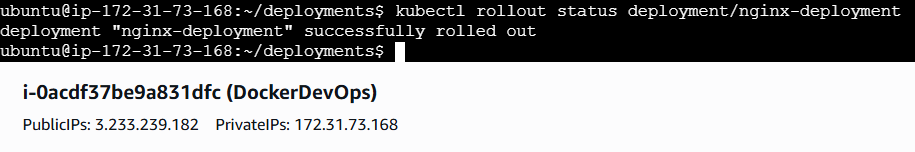 ubuntu@ip-172-31-73-168:~/deployments$ kubectl rollout status deployment/nginx-deployment
deployment "nginx-deployment" successfully rolled out
ubuntu@ip-172-31-73-168:~/deployments$
i-0acdf37be9a831dfc (DockerDevOps)
PublicIPs: 3.233.239.182 PrivateIPs: 172.31.73.168